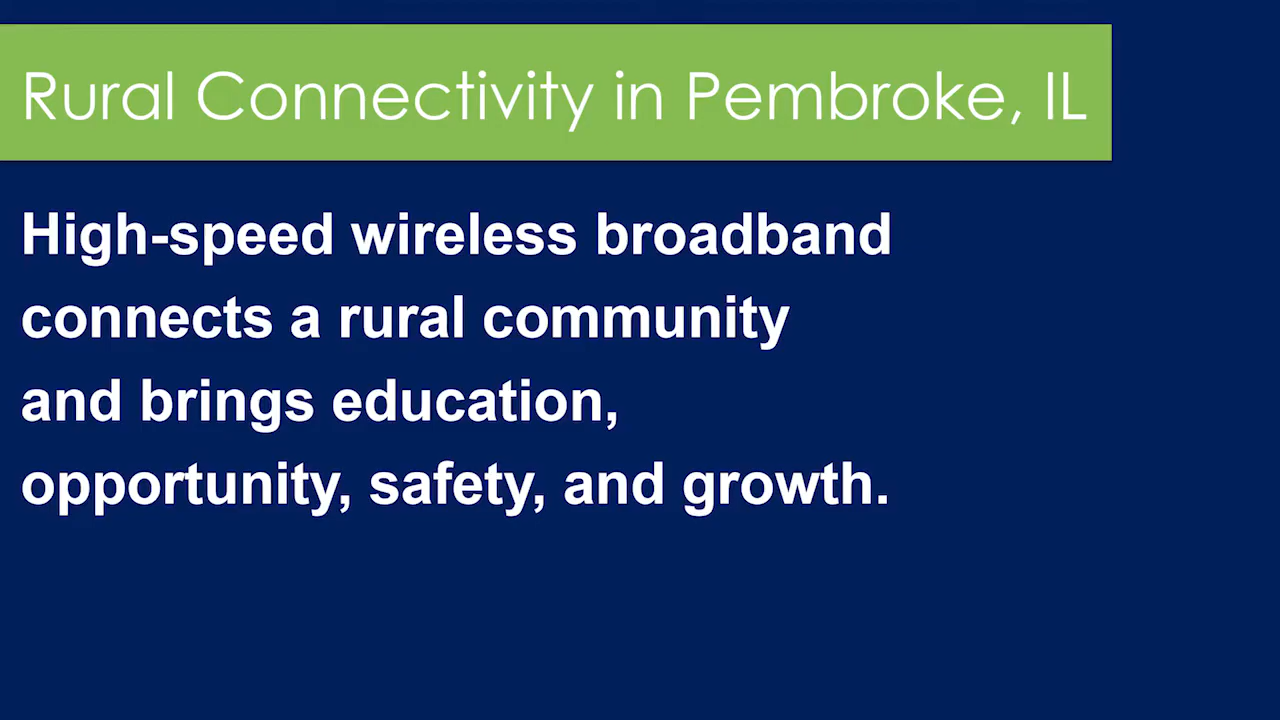 Rural Connectivity in Pembroke, IL
High-speed wireless broadband
connects a rural community
and brings education,
opportunity, safety, and growth.